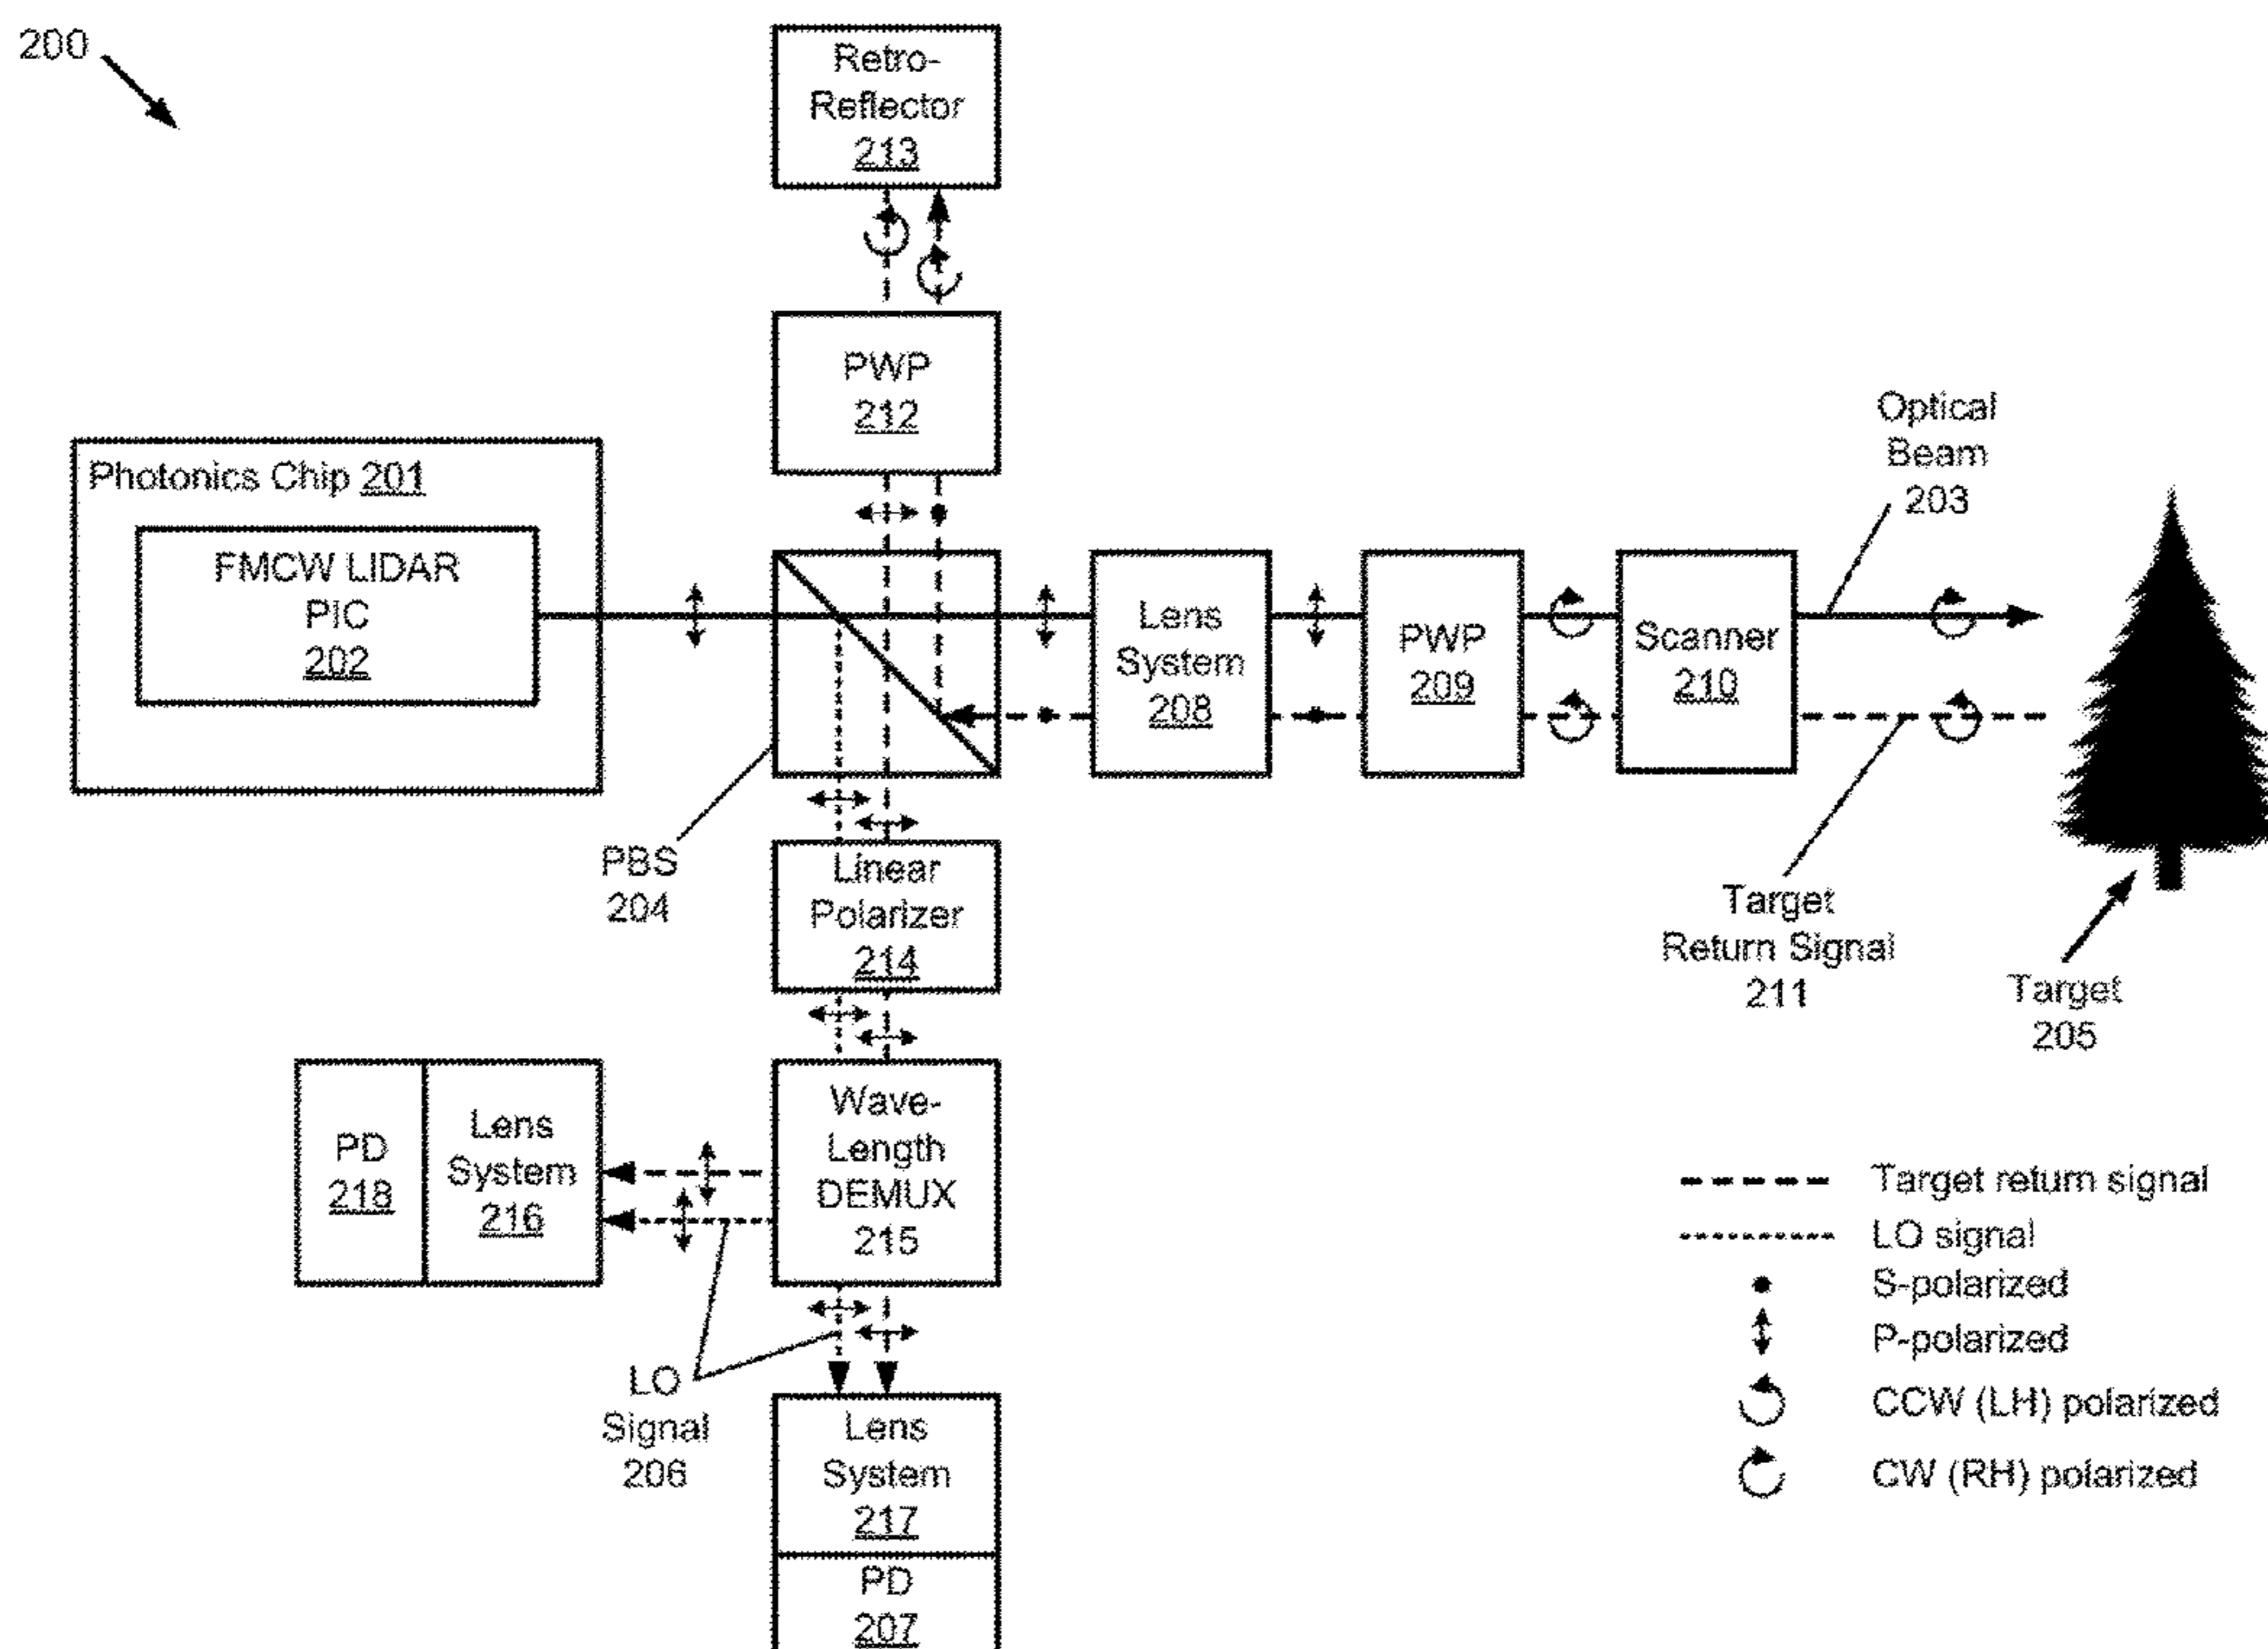 200
Retro-
Reflector
213
PWP
212
Photonics Chip 201
FMCW LIDAR
PIC
202
Optical
Beam
203
Lens
System
208
PWP
209
Scanner
210
PBS
204
Linear
Polarizer
214
Target
Return Signal
211
Target
205
PD
218
Lens
System
216
Wave-
Length
DEMUX
215
LO
Signal
206
Lens
System
217
PD
207
Target return signal
LO signal
S-polarized
P-polarized
CCW (LH) polarized
CW (RH) polarized